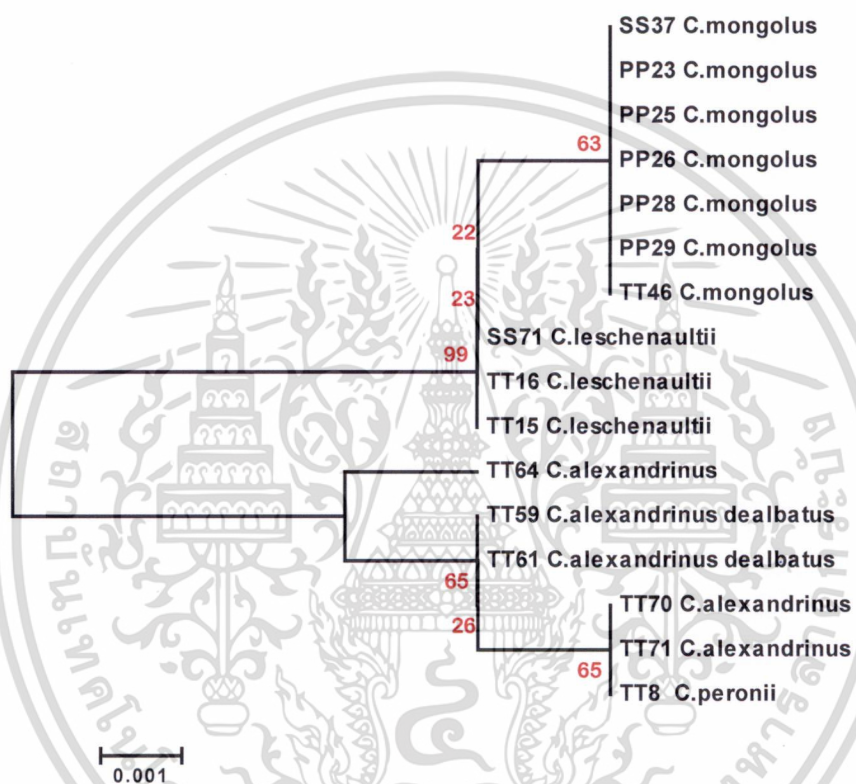 SS37 C.mongolus
PP23 C.mongolus
PP25 C.mongolus
63
PP26 C.mongolus
PP28 C.mongolus
22
PP29 C.mongolus
23
TT46 C.mongolus
SS71 C.leschenaultii
99
TT16 C.leschenaultii
TT15 C.leschenaultii
TT64 C.alexandrinus
TT59 C.alexandrinus dealbatus
TT61 C.alexandrinus dealbatus
65
TT70 C.alexandrinus
26
TT71 C.alexandrinus
65
TT8 C.peronii
0.001